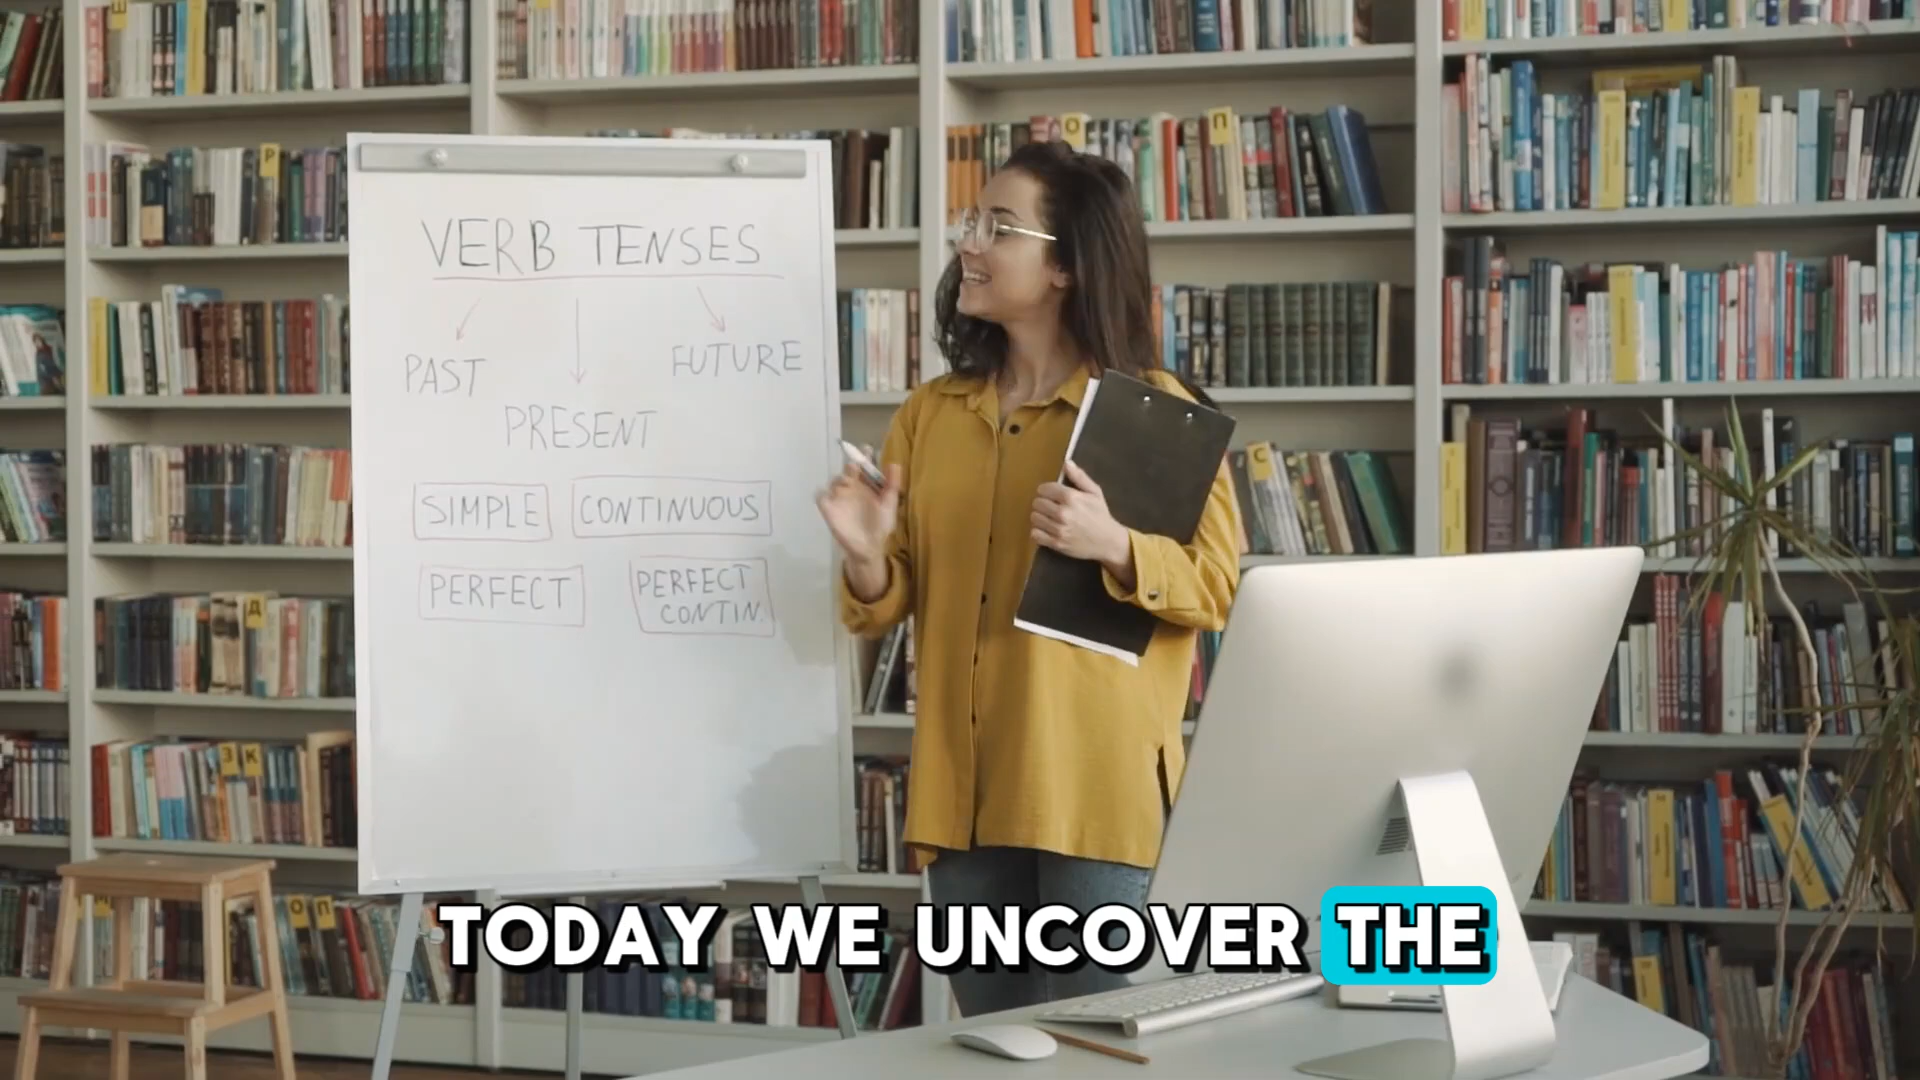 VERB TENSES
PAST
FUTURE
PRESENT
SIMPLE
CONTINUOUS
PERFECT
PERFECT
CONTIN.
Р
О
П
С
Д
З К
О П
М
TODAY WE UNCOVER THE